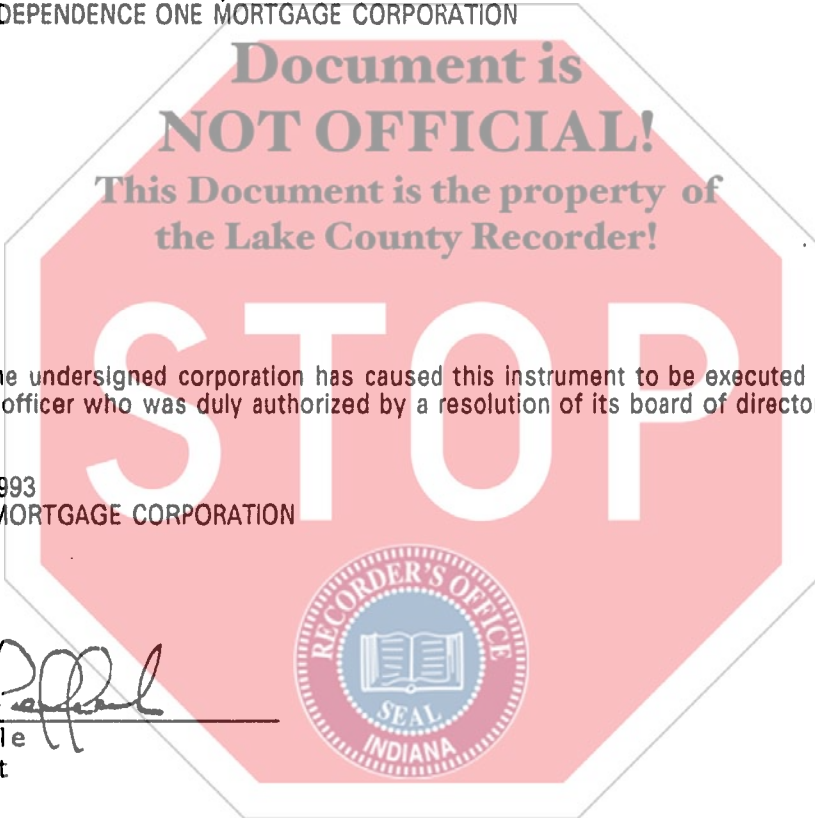 DEPENDENCE ONE MORTGAGE CORPORATION
Document is
NOT OFFICIAL!
This Document is the property of
the Lake County Recorder!
STOP
e undersigned corporation has caused this instrument to be executed
officer who was duly authorized by a resolution of its board of directo
993
MORTGAGE CORPORATION
RECORDER'S OFFICE
SEAL
INDIANA
le
t